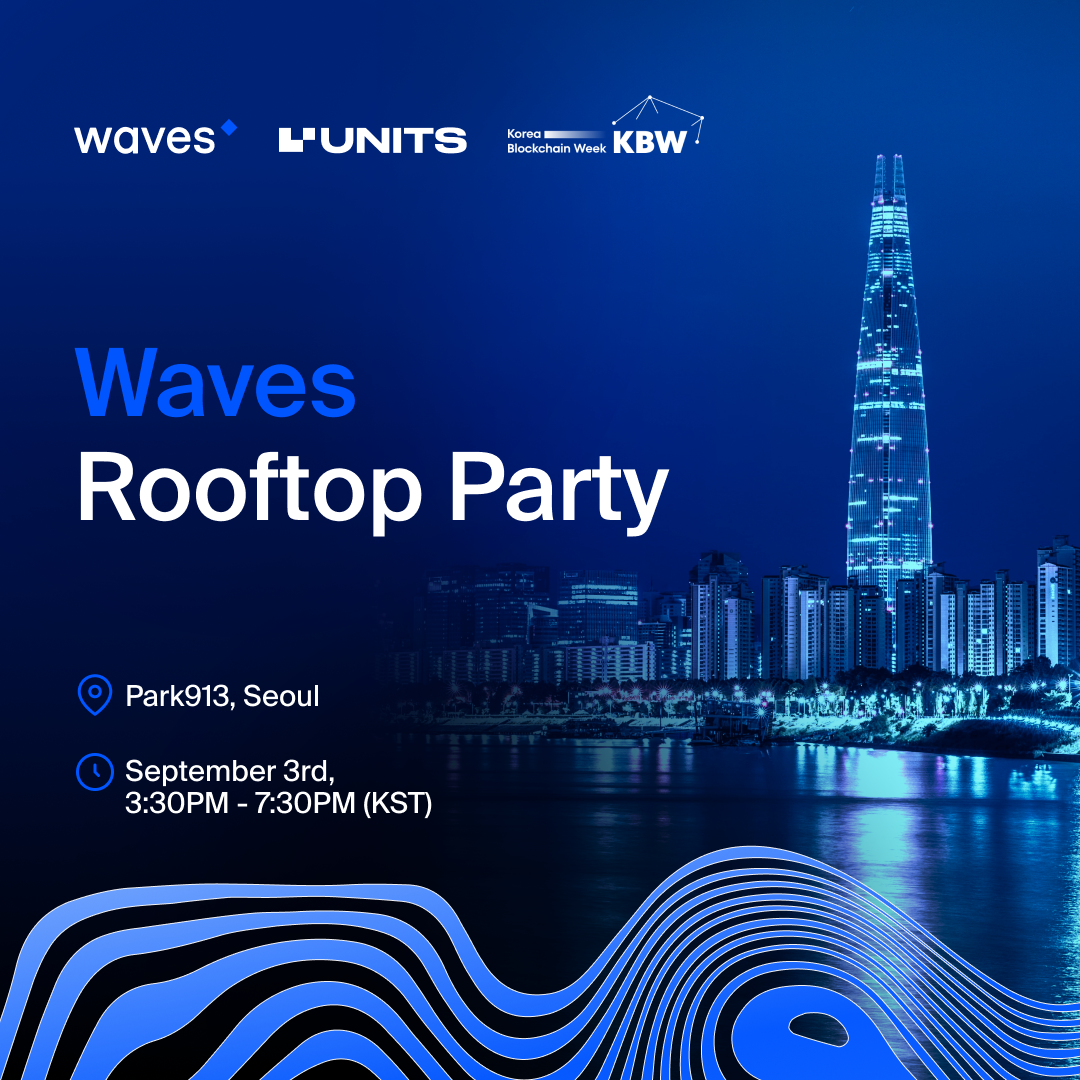 waves
UNITS
Korea
Blockchain Week
KBW
Waves
Rooftop Party
Park913, Seoul
September 3rd,
3:30PM - 7:30PM (KST)